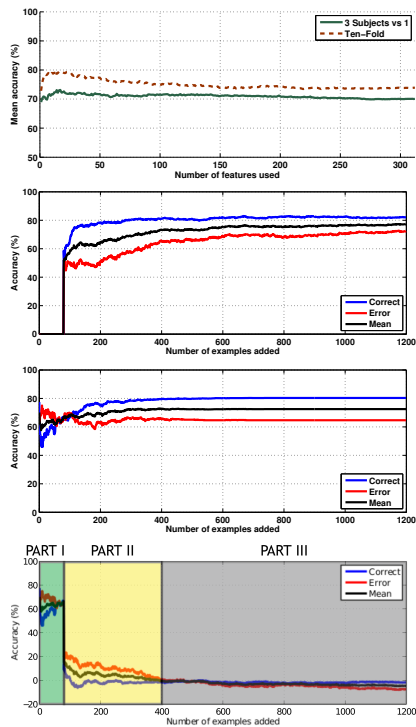 100
90
80
70
60
50
Mean accuracy (%)
3 Subjects vs 1
Ten-Fold
0 50 100 150 200 250 300
Number of features used
100
80
60
40
20
0
Accuracy (%)
Correct
Error
Mean
0 200 400 600 800 1000 1200
Number of examples added
100
80
60
40
20
0
Accuracy (%)
Correct
Error
Mean
0 200 400 600 800 1000 1200
Number of examples added
PART I PART II PART III
100
80
60
40
20
0
−20
Accuracy (%)
Correct
Error
Mean
0 200 400 600 800 1000 1200
Number of examples added